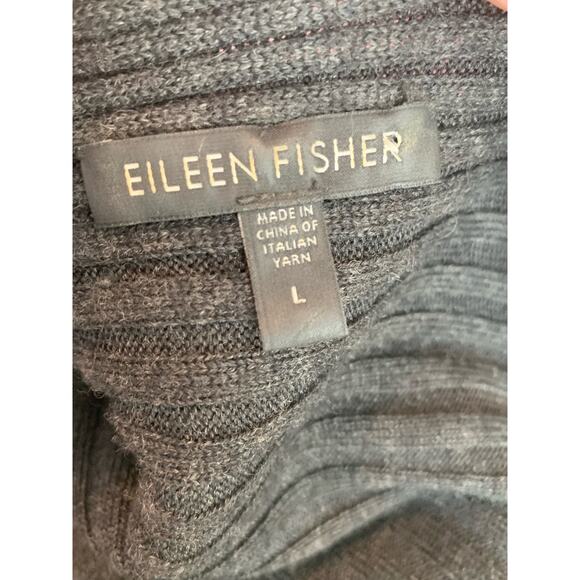 EILEEN FISHER
MADE IN
CHINA OF
ITALIAN
YARN
L